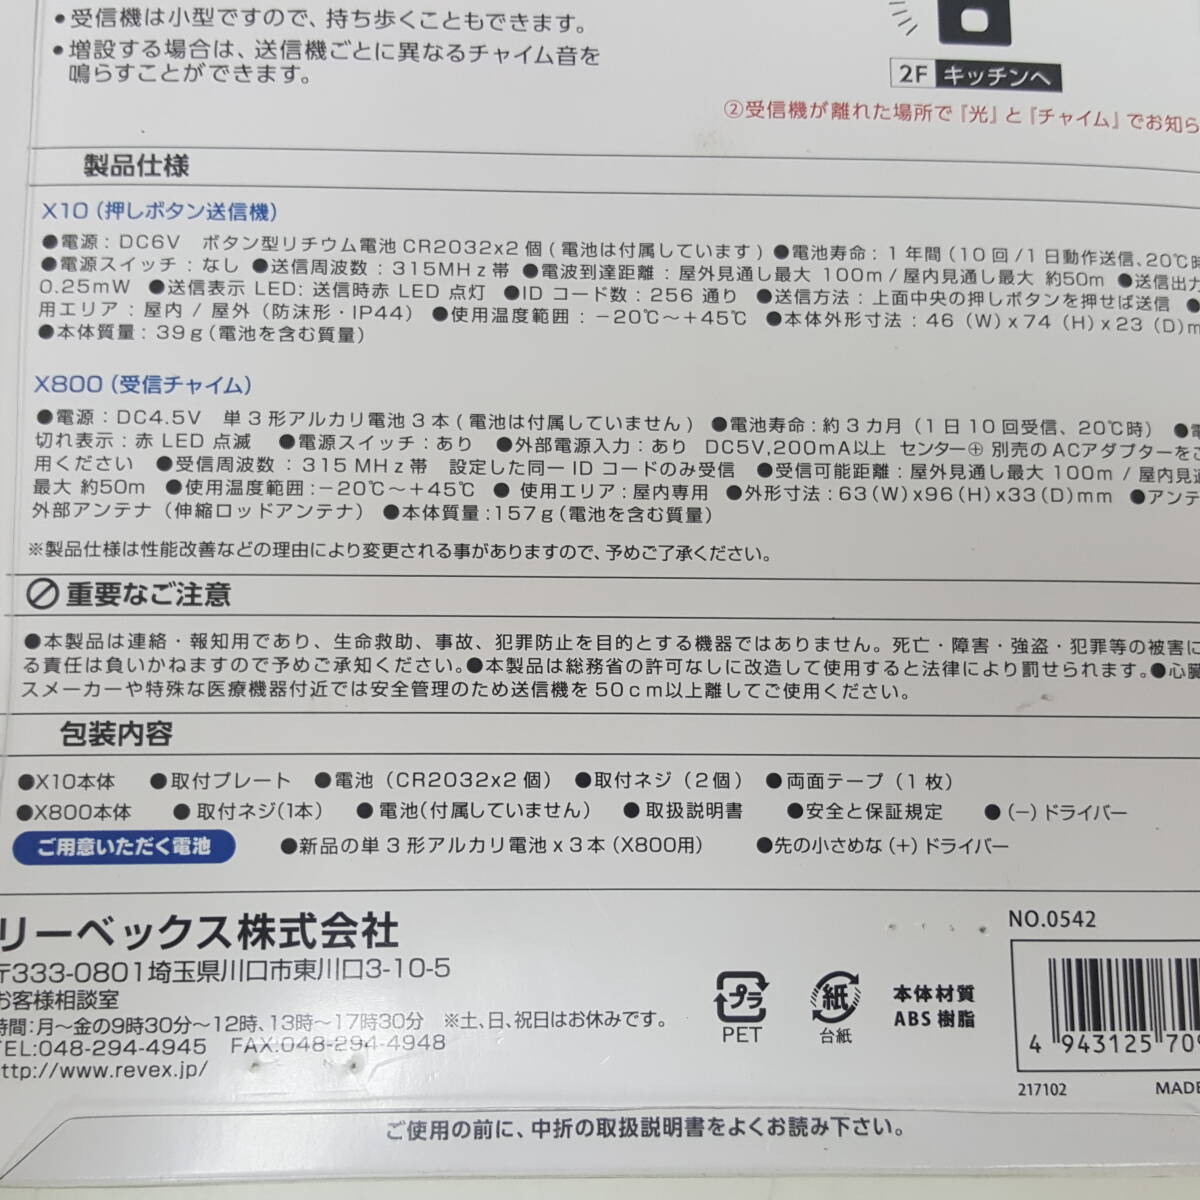 ●受信機は小型ですので、持ち歩くこともできます。
●増設する場合は、送信機ごとに異なるチャイム音を
鳴らすことができます。
2F キッチンへ
②受信機が離れた場所で『光』と『チャイム』でお知ら
製品仕様
X10（押しボタン送信機）
●電源：DC6V ボタン型リチウム電池CR2032x2個(電池は付属しています) ●電池寿命：1年間(10回/1日動作送信、20℃時
●電源スイッチ：なし ●送信周波数：315MHz帯 ●電波到達距離：屋外見通し最大 100m/屋内見通し最大 約50m ●送信出力
0.25mW ●送信表示 LED: 送信時赤 LED 点灯 ●ID コード数：256 通り ●送信方法：上面中央の押しボタンを押せば送信 ●
用エリア：屋内 / 屋外（防沫形・IP44） ●使用温度範囲：－20℃～+45℃ ●本体外形寸法：46 (W) x 74 (H) x 23 (D)m
●本体質量：39g(電池を含む質量)
X800（受信チャイム）
●電源：DC4.5V 単3形アルカリ電池3本(電池は付属していません) ●電池寿命：約3カ月（1日10回受信、20℃時） ●電
切れ表示：赤 LED 点滅 ●電源スイッチ：あり ●外部電源入力：あり DC5V,200mA以上 センター⊕ 別売のACアダプターをご
用ください ●受信周波数：315 MHz帯 設定した同一 ID コードのみ受信 ●受信可能距離：屋外見通し最大 100m / 屋内見通
最大 約50m ●使用温度範囲:－20℃～+45℃ ● 使用エリア：屋内専用 ●外形寸法：63(W)x96(H)x33(D)mm ●アンテ
外部アンテナ（伸縮ロッドアンテナ） ●本体質量：157g(電池を含む質量)
※製品仕様は性能改善などの理由により変更される事がありますので、予めご了承ください。
重要なご注意
●本製品は連絡・報知用であり、生命救助、事故、犯罪防止を目的とする機器ではありません。死亡・障害・強盗・犯罪等の被害に
る責任は負いかねますので予めご承知ください。●本製品は総務省の許可なしに改造して使用すると法律により罰せられます。●心臓
スメーカーや特殊な医療機器付近では安全管理のため送信機を50cm以上離してご使用ください。
包装内容
●X10本体 ●取付プレート ●電池（CR2032x2個） ●取付ネジ（2個） ●両面テープ（1枚）
●X800本体 ●取付ネジ(1本) ●電池(付属していません) ●取扱説明書 ●安全と保証規定 ●(－)ドライバー
ご用意いただく電池 ●新品の単3形アルカリ電池x3本（X800用） ●先の小さめな(+)ドライバー
リーベックス株式会社
〒333-0801埼玉県川口市東川口3-10-5
お客様相談室
時間：月～金の9時30分～12時、13時～17時30分 ※土、日、祝日はお休みです。
TEL:048-294-4945 FAX:048-294-4948
ttp://www.revex.jp/
プラ
PET
紙
台紙
本体材質
ABS樹脂
NO.0542
4 943125 709
217102 MADE
ご使用の前に、中折の取扱説明書をよくお読み下さい。